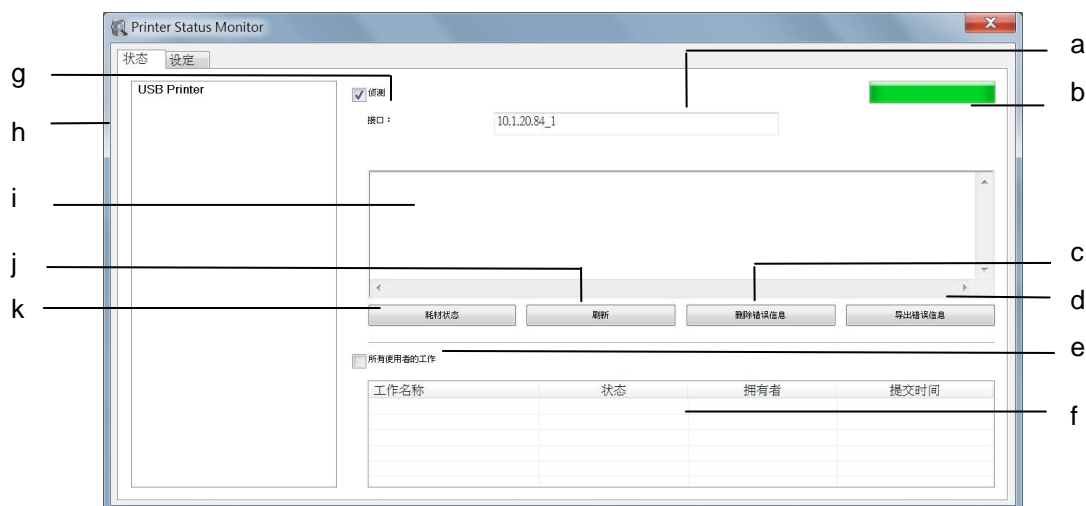 Printer Status Monitor
a
状态 设定
g
USB Printer
侦测
b
接口：
10.1.20.84_1
h
i
c
j
d
k
耗材状态 刷新 删除错误信息 导出错误信息
e
所有使用者的工作
工作名称 状态 拥有者 提交时间
f